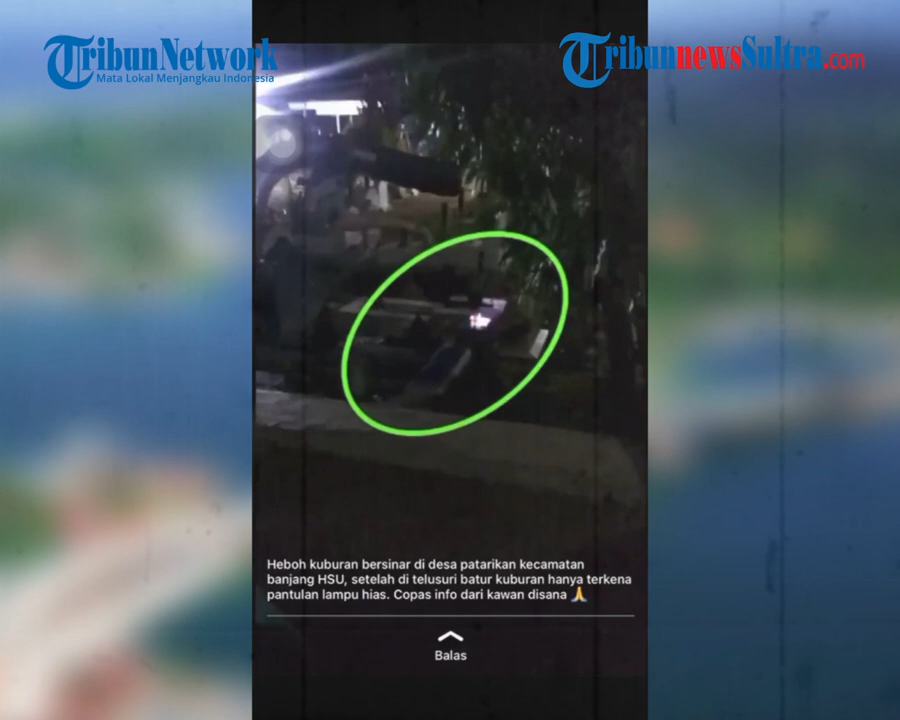 TribunNetwork
Mata Lokal Menjangkau Indonesia
TribunnewsSultra.com
Heboh kuburan bersinar di desa patarikan kecamatan
banjang HSU, setelah di telusuri batur kuburan hanya terkena
pantulan lampu hias. Copas info dari kawan disana 🙏
Balas